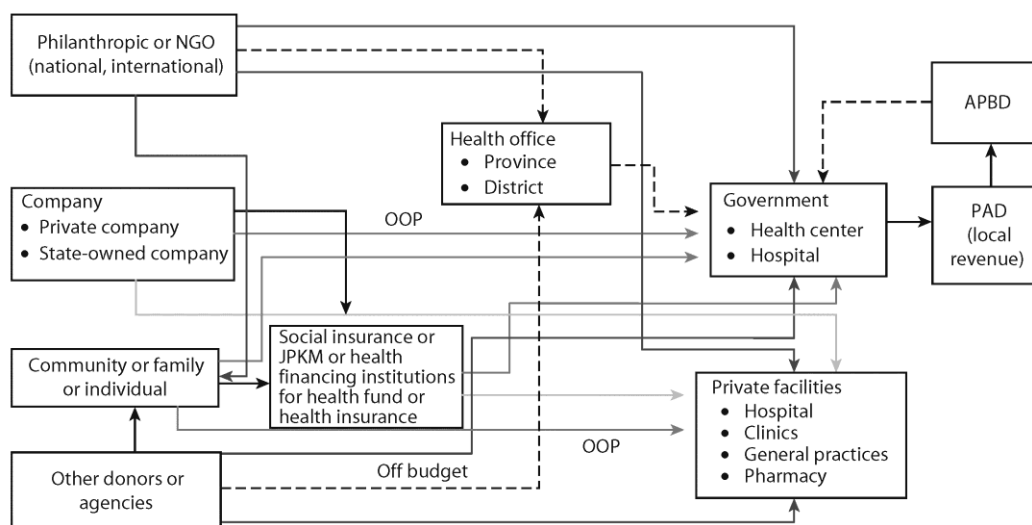 Philanthropic or NGO
(national, international)
APBD
Health office
• Province
• District
Company
• Private company
• State-owned company
OOP
Government
• Health center
• Hospital
PAD
(local
revenue)
Community or family
or individual
Social insurance or
JPKM or health
financing institutions
for health fund or
health insurance
Private facilities
• Hospital
• Clinics
• General practices
• Pharmacy
OOP
Other donors or
agencies
Off budget